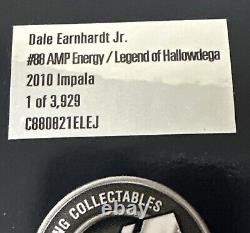 Dale Earnhardt Jr.
#88 AMP Energy / Legend of Hallowdega
2010 Impala
1 of 3,929
C880821ELEJ
COLLECTABLES